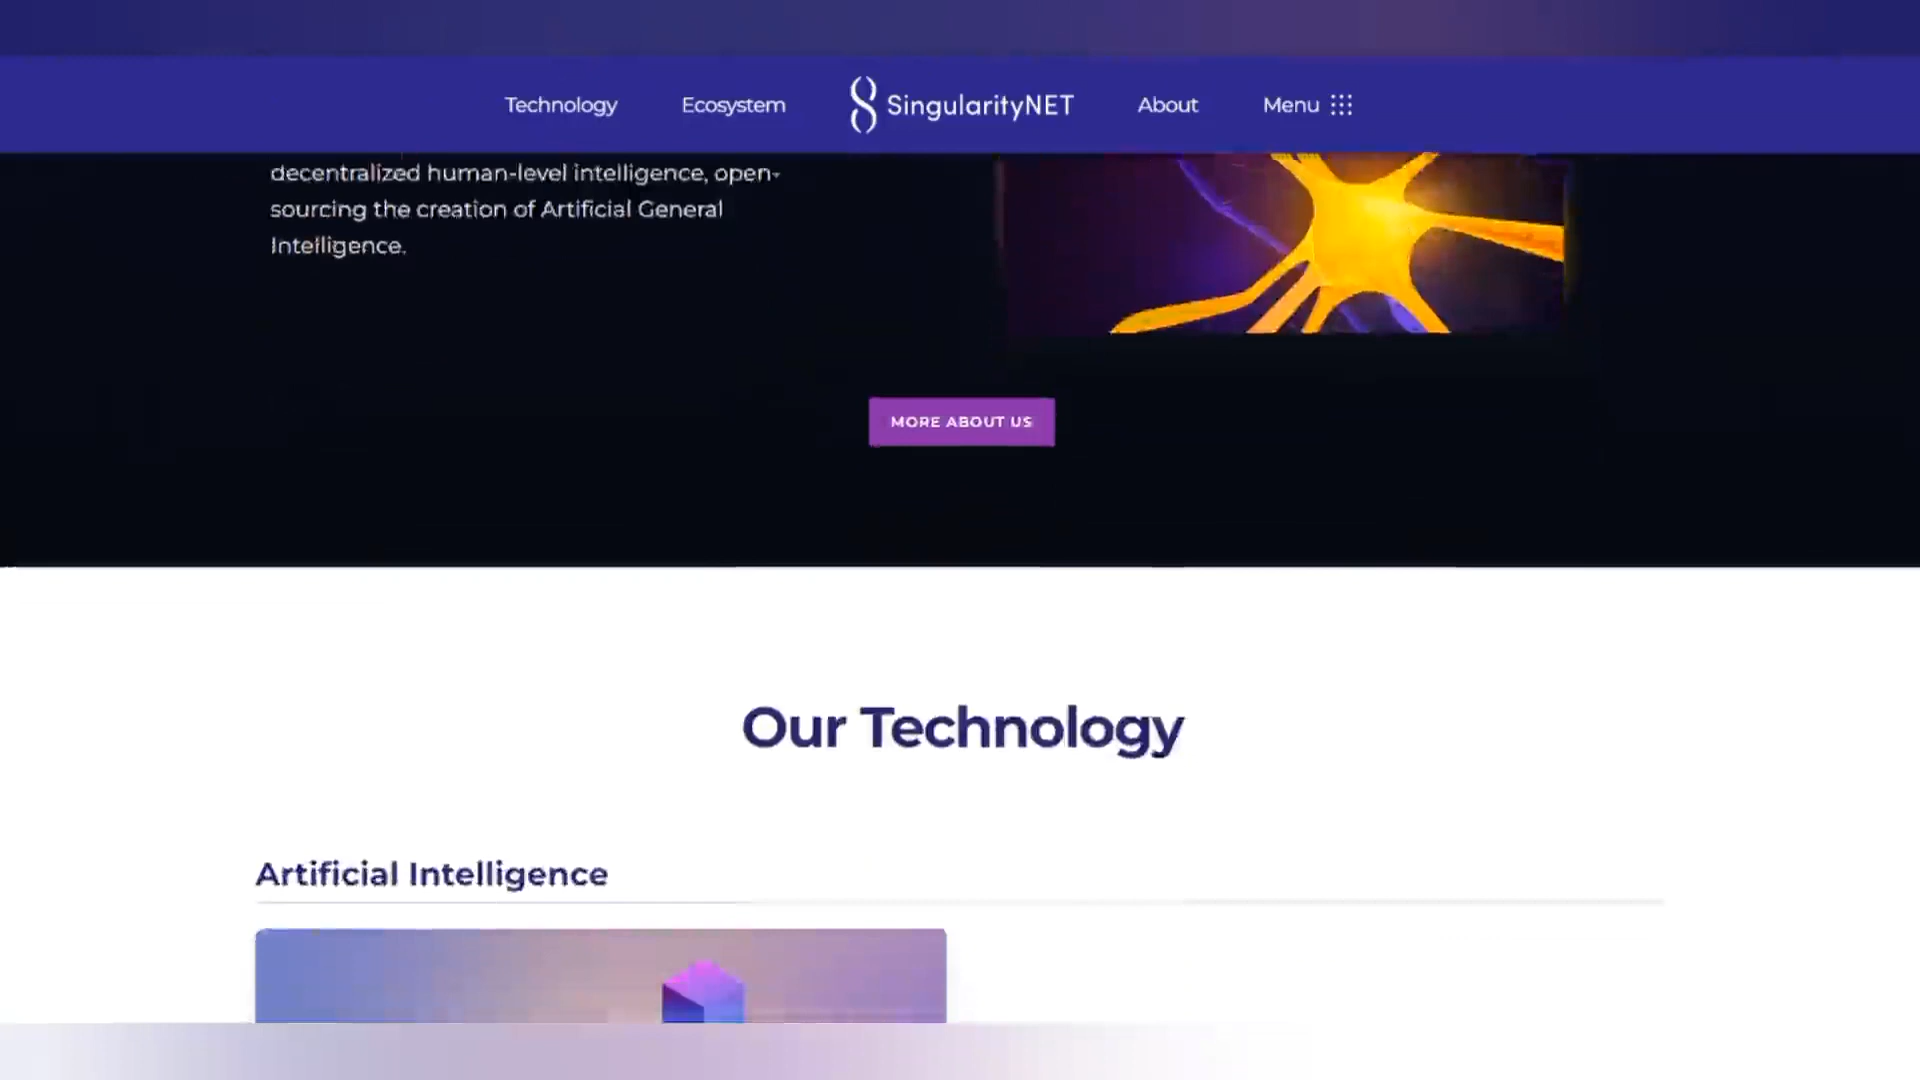 Technology
Ecosystem
SingularityNET
About
Menu
decentralized human-level intelligence, open-
sourcing the creation of Artificial General
Intelligence.
MORE ABOUT US
Our Technology
Artificial Intelligence